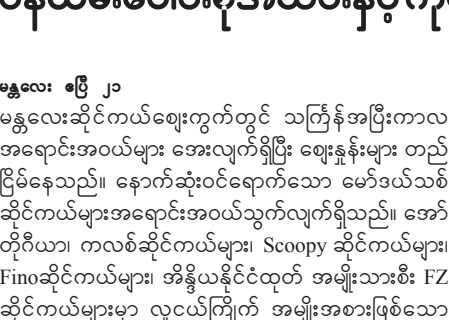 မန္တလေး ဧပြီ ၂၁
မန္တလေးဆိုင်ကယ်စျေးကွက်တွင် သင်္ကြန်အပြီးကာလ
အရောင်းအဝယ်များ အေးလျက်ရှိပြီး စျေးနှုန်းများ တည်
ငြိမ်နေသည်။ နောက်ဆုံးဝင်ရောက်သော မော်ဒယ်သစ်
ဆိုင်ကယ်များအရောင်းအဝယ်သွက်လျက်ရှိသည်။ အော်
တိုဂီယာ၊ ကလစ်ဆိုင်ကယ်များ၊ Scoopy ဆိုင်ကယ်များ၊
Finoဆိုင်ကယ်များ၊ အိန္ဒိယနိုင်ငံထုတ် အမျိုးသားစီး FZ
ဆိုင်ကယ်များမှာ လူငယ်ကြိုက် အမျိုးအစားဖြစ်သော